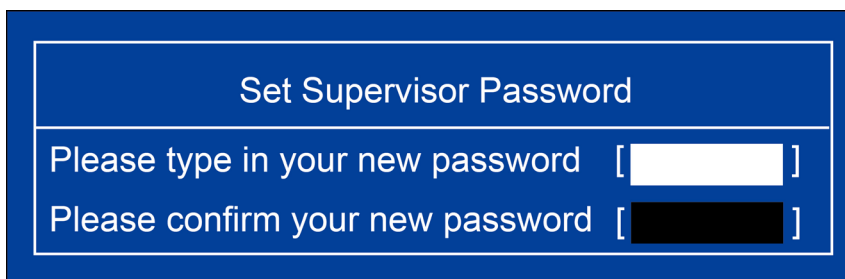 Set Supervisor Password
Please type in your new password [ ]
Please confirm your new password [ ]